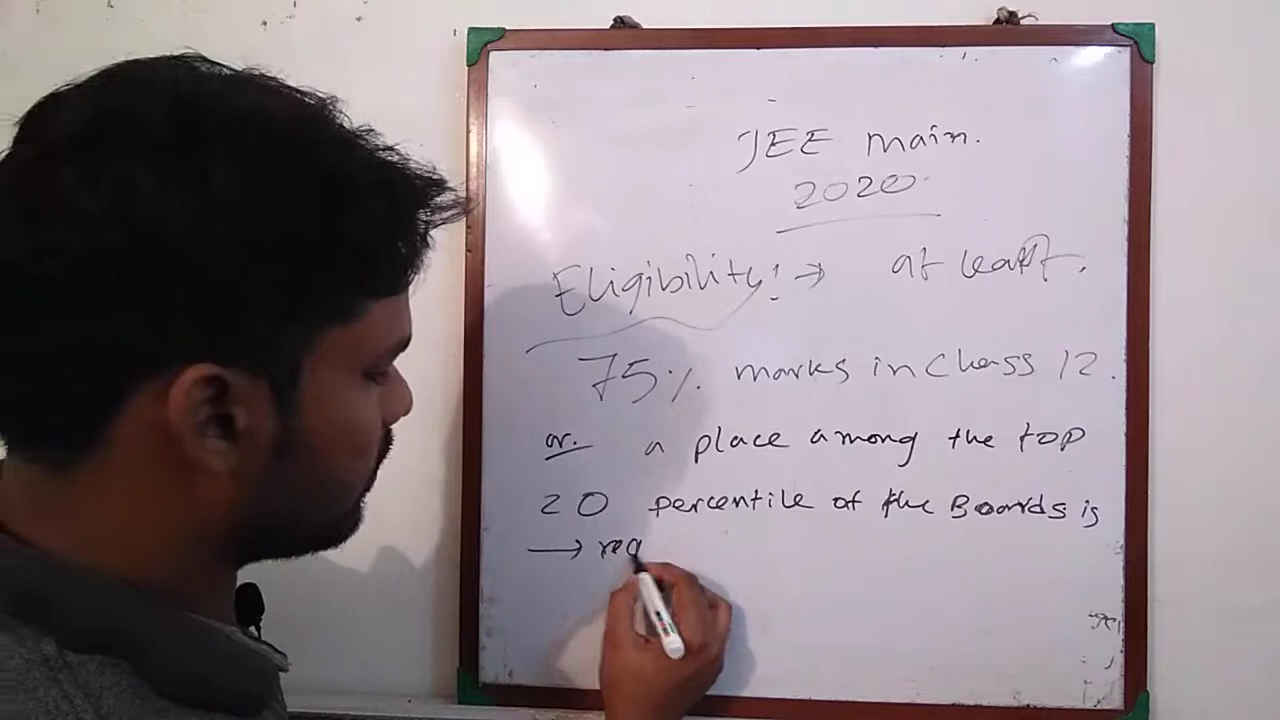 JEE main.
2020
Eligibility:→ at least.
75% marks in Class 12.
or. a place among the top
20 percentile of the Boards is
→ req